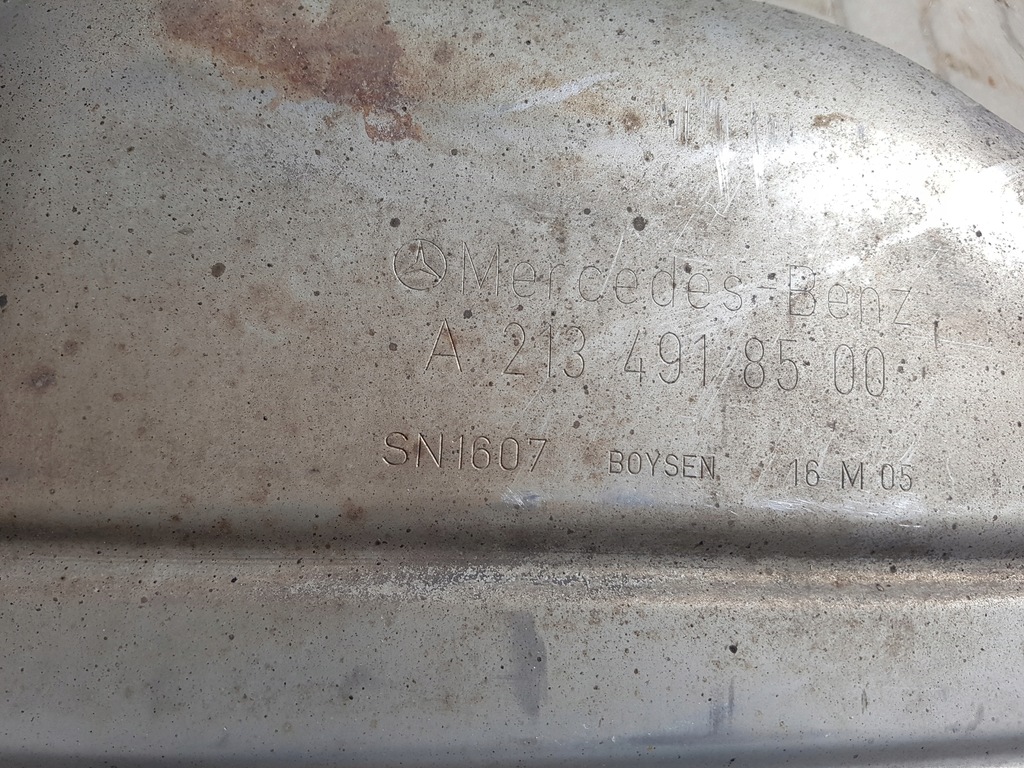 Mercedes-Benz
A 213 491 85 00
SN1607 BOYSEN 16 M 05